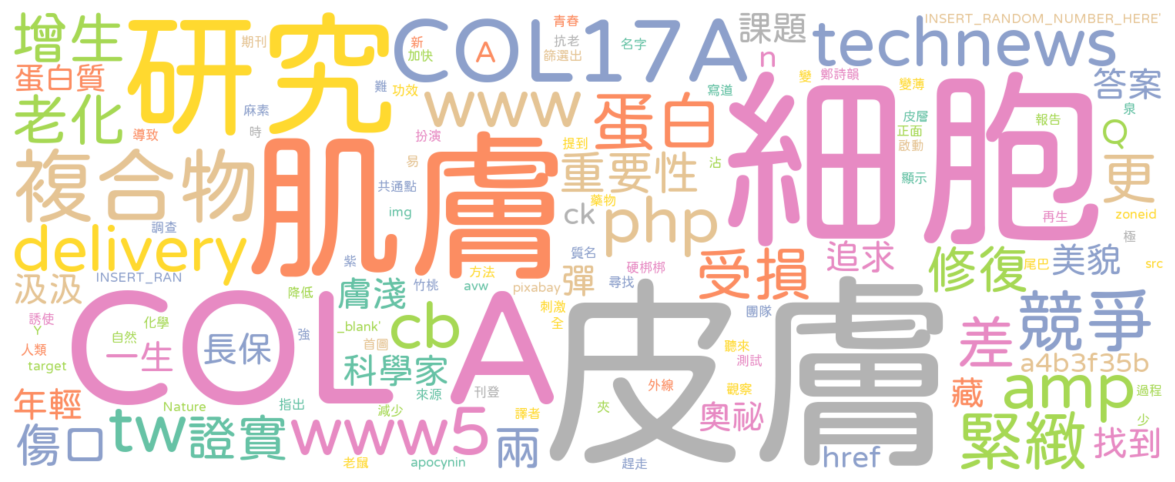 增生
研究
期刊
COL17A
青春
新
加快
A
抗老
篩選出
名字
課題
n
technews
INSERT_RANDOM_NUMBER_HERE'
蛋白質
老化
導致
麻素
時
難
功效
www
扮演
提到
蛋白
寫道
鄭詩韻
變
變薄
答案
皮層
正面
啟動
報告
泉
Q
複合物
肌膚
易
共通點
img
重要性
ck
藥物
php
沾
細胞
顯示
再生
更
zoneid
極
delivery
調查
紫
竹桃
方法
avw
質名
尋找
硬梆梆
pixabay
彈
受損
追求
修復
尾巴
美貌
src
汲汲
INSERT_RAN
膚淺
降低
_blank'
cb
刺激
全
團隊
誘使
Y
自然
化學
人類
target
COL
一生
長保
強
首圖
科學家
來源
刊登
A
皮膚
聽來
測試
外線
觀察
夾
差
競爭
a4b3f35b
藏
amp
過程
少
年輕
Nature
指出
減少
譯者
奧祕
傷口
tw
證實
www5
兩
老鼠
apocynin
趕走
href
緊緻
找到